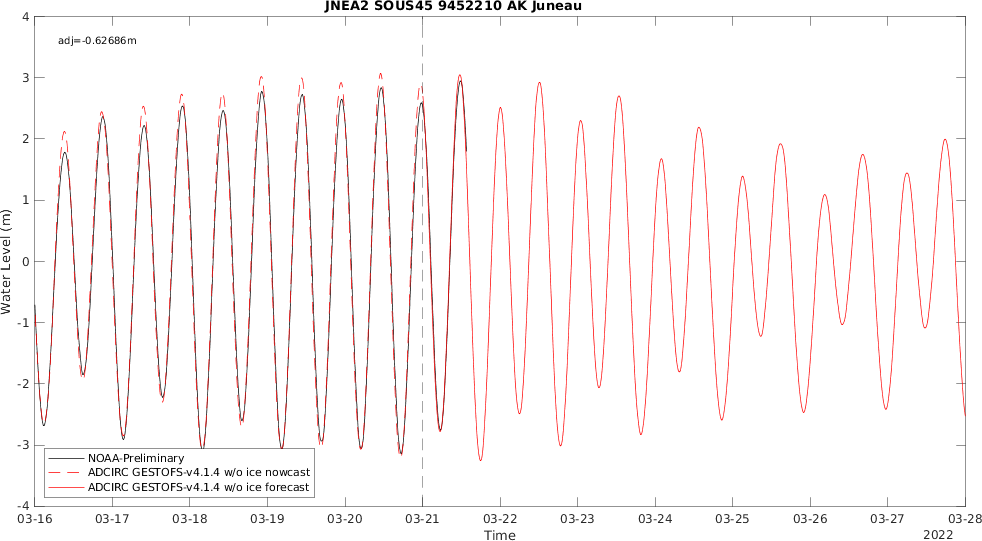 JNEA2 SOUS45 9452210 AK Juneau
adj=-0.62686m
Water Level (m)
4
3
2
1
0
-1
-2
-3
-4
NOAA-Preliminary
ADCIRC GESTOFS-v4.1.4 w/o ice nowcast
ADCIRC GESTOFS-v4.1.4 w/o ice forecast
03-16 03-17 03-18 03-19 03-20 03-21 03-22 03-23 03-24 03-25 03-26 03-27 03-28
Time
2022